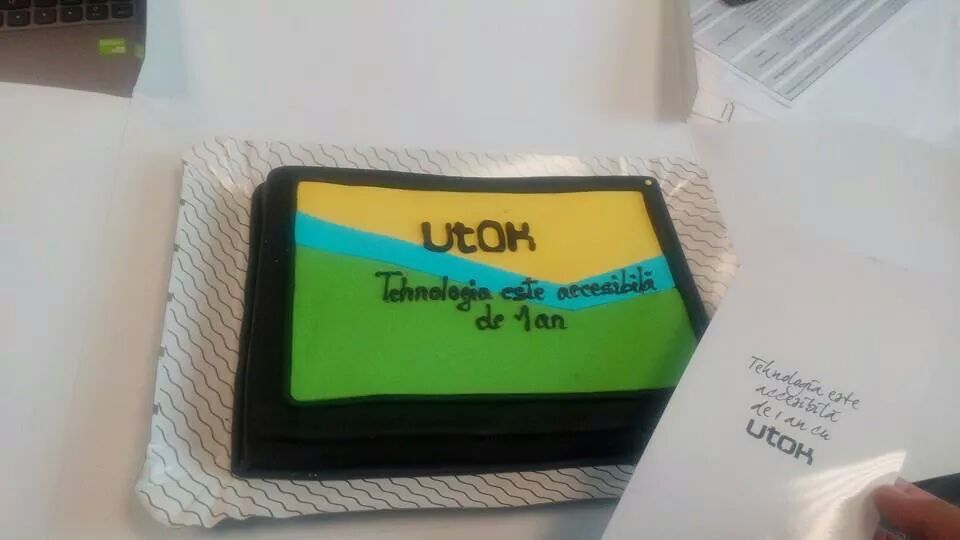 UtOK
Tehnologia este accesibilă
de 1 an
Tehnologia este
accesibilă
de 1 an cu
UtOK